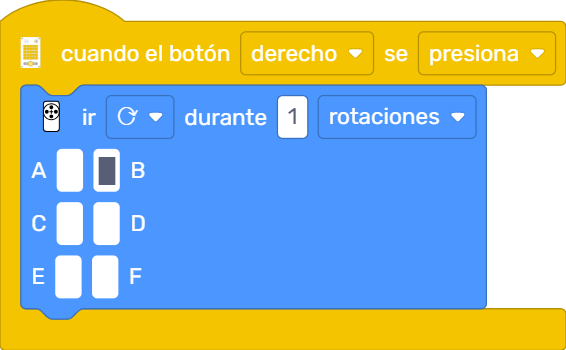 cuando el botón derecho se presiona
ir durante 1 rotaciones
A B
C D
E F